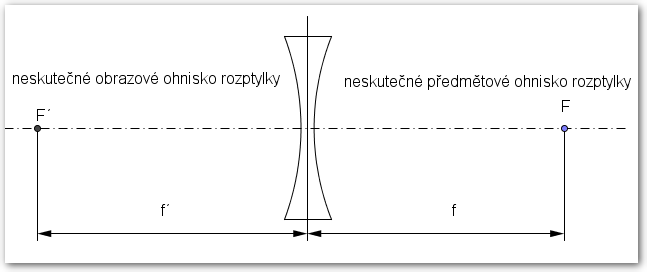 neskutečné obrazové ohnisko rozptylky
neskutečné předmětové ohnisko rozptylky
F´
F
f´
f